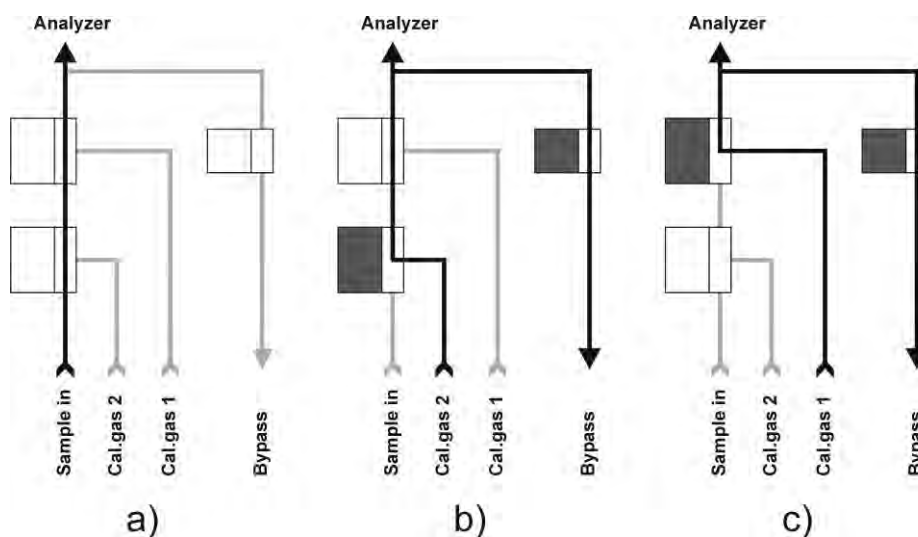 Analyzer
Sample in
Cal.gas 2
Cal.gas 1
Bypass
a)
Analyzer
Sample in
Cal.gas 2
Cal.gas 1
Bypass
b)
Analyzer
Sample in
Cal.gas 2
Cal.gas 1
Bypass
c)